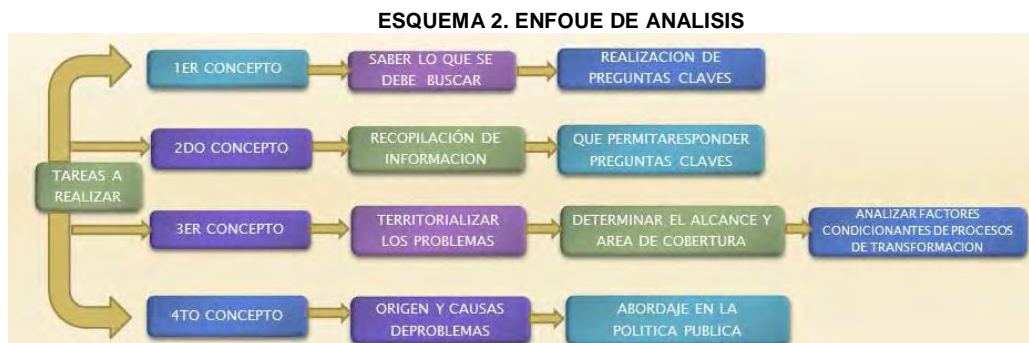 ESQUEMA 2. ENFOUE DE ANALISIS
1ER CONCEPTO
SABER LO QUE SE
DEBE BUSCAR
REALIZACION DE
PREGUNTAS CLAVES
2DO CONCEPTO
RECOPILACIÓN DE
INFORMACION
QUE PERMITARESPONDER
PREGUNTAS CLAVES
TAREAS A
REALIZAR
3ER CONCEPTO
TERRITORIALIZAR
LOS PROBLEMAS
DETERMINAR EL ALCANCE Y
AREA DE COBERTURA
ANALIZAR FACTORES
CONDICIONANTES DE PROCESOS
DE TRANSFORMACION
4TO CONCEPTO
ORIGEN Y CAUSAS
DEPROBLEMAS
ABORDAJE EN LA
POLITICA PUBLICA